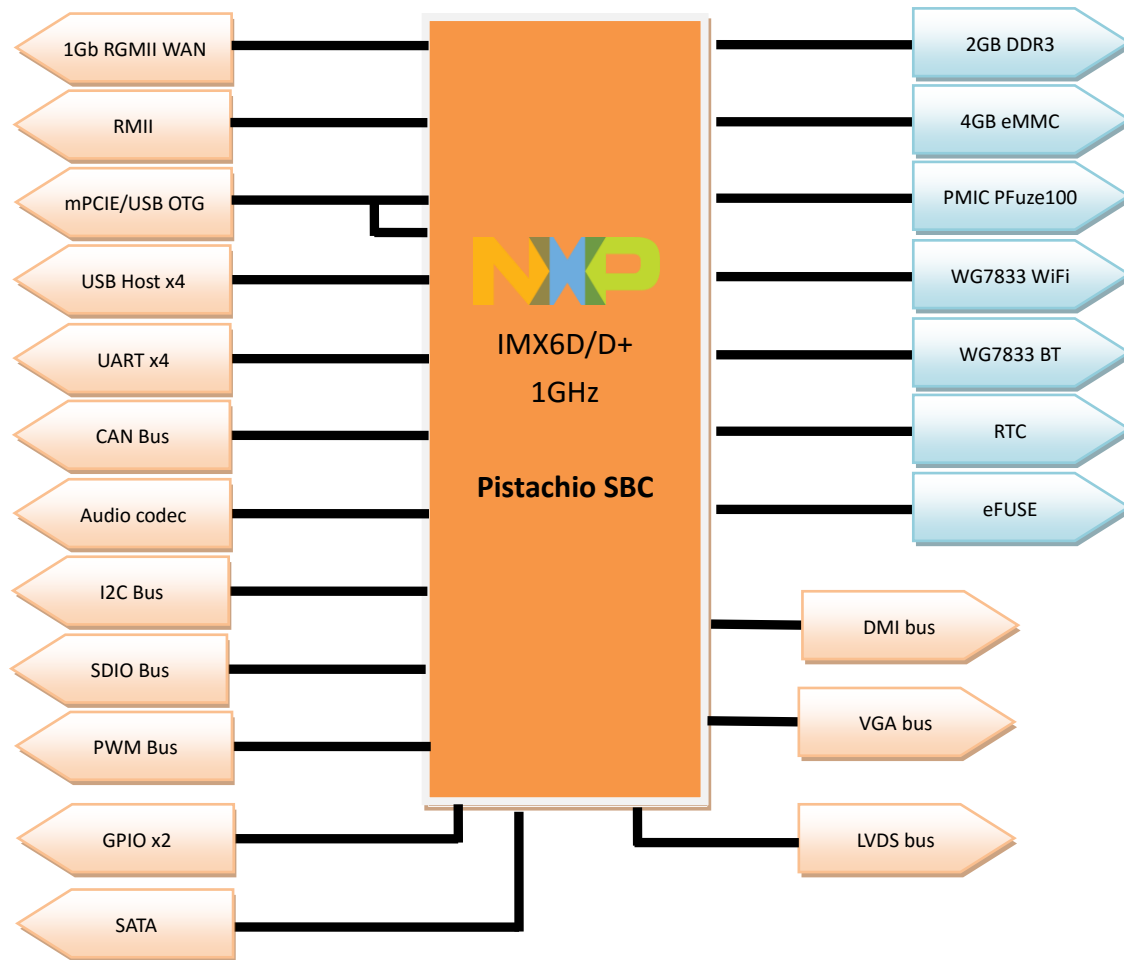 1Gb RGMII WAN
RMII
mPCIE/USB OTG
USB Host x4
UART x4
CAN Bus
Audio codec
I2C Bus
SDIO Bus
PWM Bus
GPIO x2
SATA
NXP
IMX6D/D+
1GHz
Pistachio SBC
2GB DDR3
4GB eMMC
PMIC PFuze100
WG7833 WiFi
WG7833 BT
RTC
eFUSE
DMI bus
VGA bus
LVDS bus